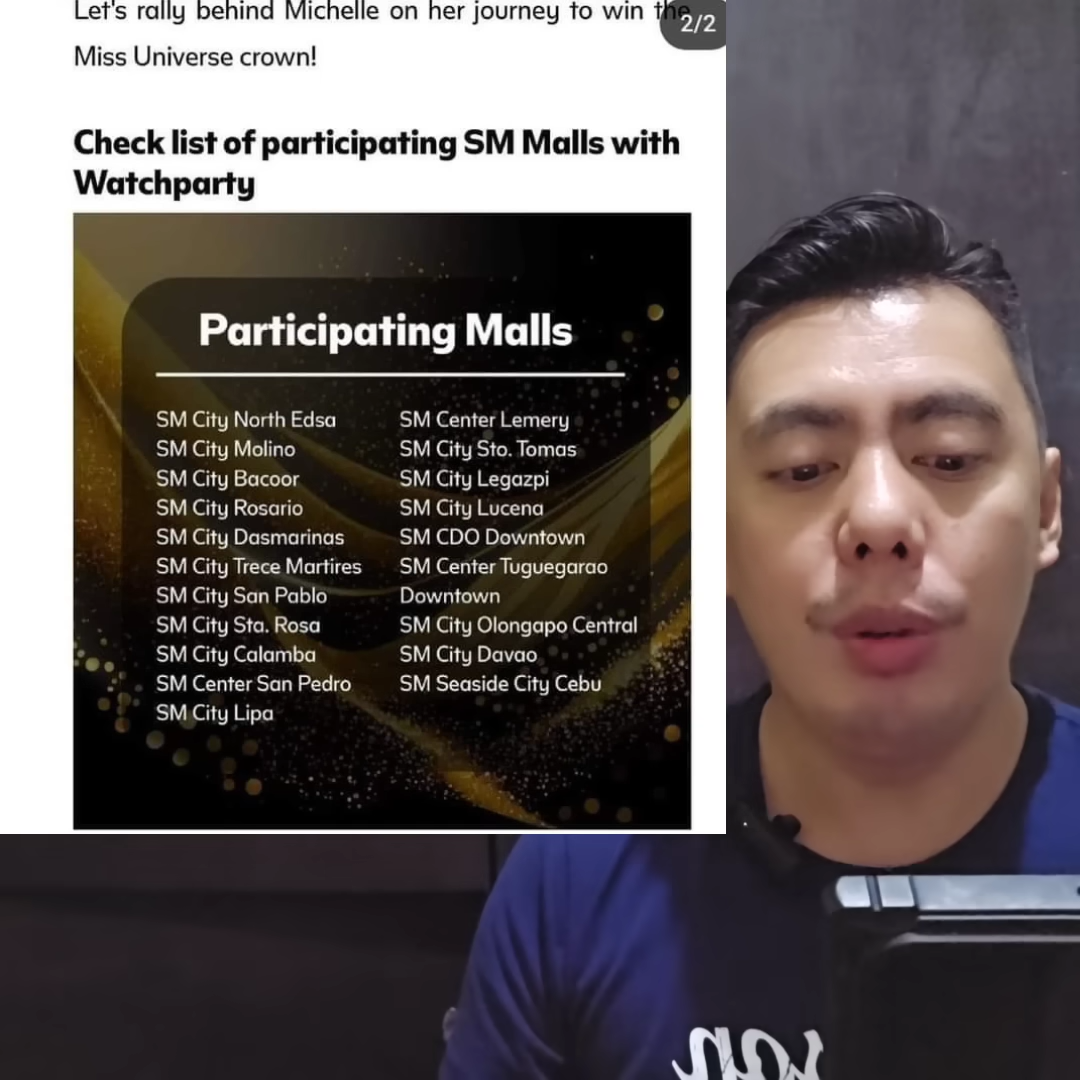 Let's rally behind Michelle on her journey to win the
2/2
Miss Universe crown!
Check list of participating SM Malls with
Watchparty
Participating Malls
SM City North Edsa
SM City Molino
SM City Bacoor
SM City Rosario
SM City Dasmarinas
SM City Trece Martires
SM City San Pablo
SM City Sta. Rosa
SM City Calamba
SM Center San Pedro
SM City Lipa
SM Center Lemery
SM City Sto. Tomas
SM City Legazpi
SM City Lucena
SM CDO Downtown
SM Center Tuguegarao
Downtown
SM City Olongapo Central
SM City Davao
SM Seaside City Cebu